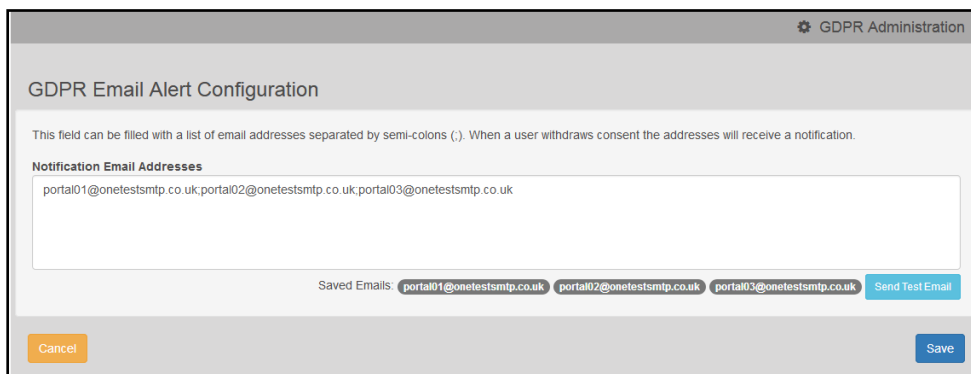 GDPR Administration
GDPR Email Alert Configuration
This field can be filled with a list of email addresses separated by semi-colons (;). When a user withdraws consent the addresses will receive a notification.
Notification Email Addresses
portal01@onetestsmtp.co.uk;portal02@onetestsmtp.co.uk;portal03@onetestsmtp.co.uk
Saved Emails: portal01@onetestsmtp.co.uk portal02@onetestsmtp.co.uk portal03@onetestsmtp.co.uk Send Test Email
Cancel Save